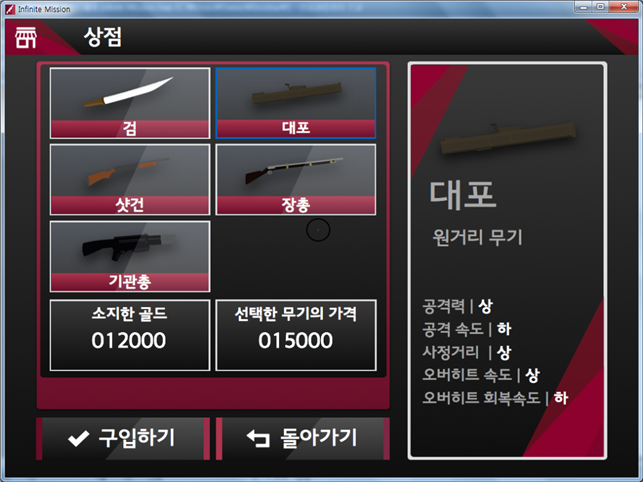 Infinite Mission
상점
검
대포
샷건
장총
기관총
소지한 골드
012000
선택한 무기의 가격
015000
구입하기
돌아가기
대포
원거리 무기
공격력 | 상
공격 속도 | 하
사정거리 | 상
오버히트 속도 | 상
오버히트 회복속도 | 하